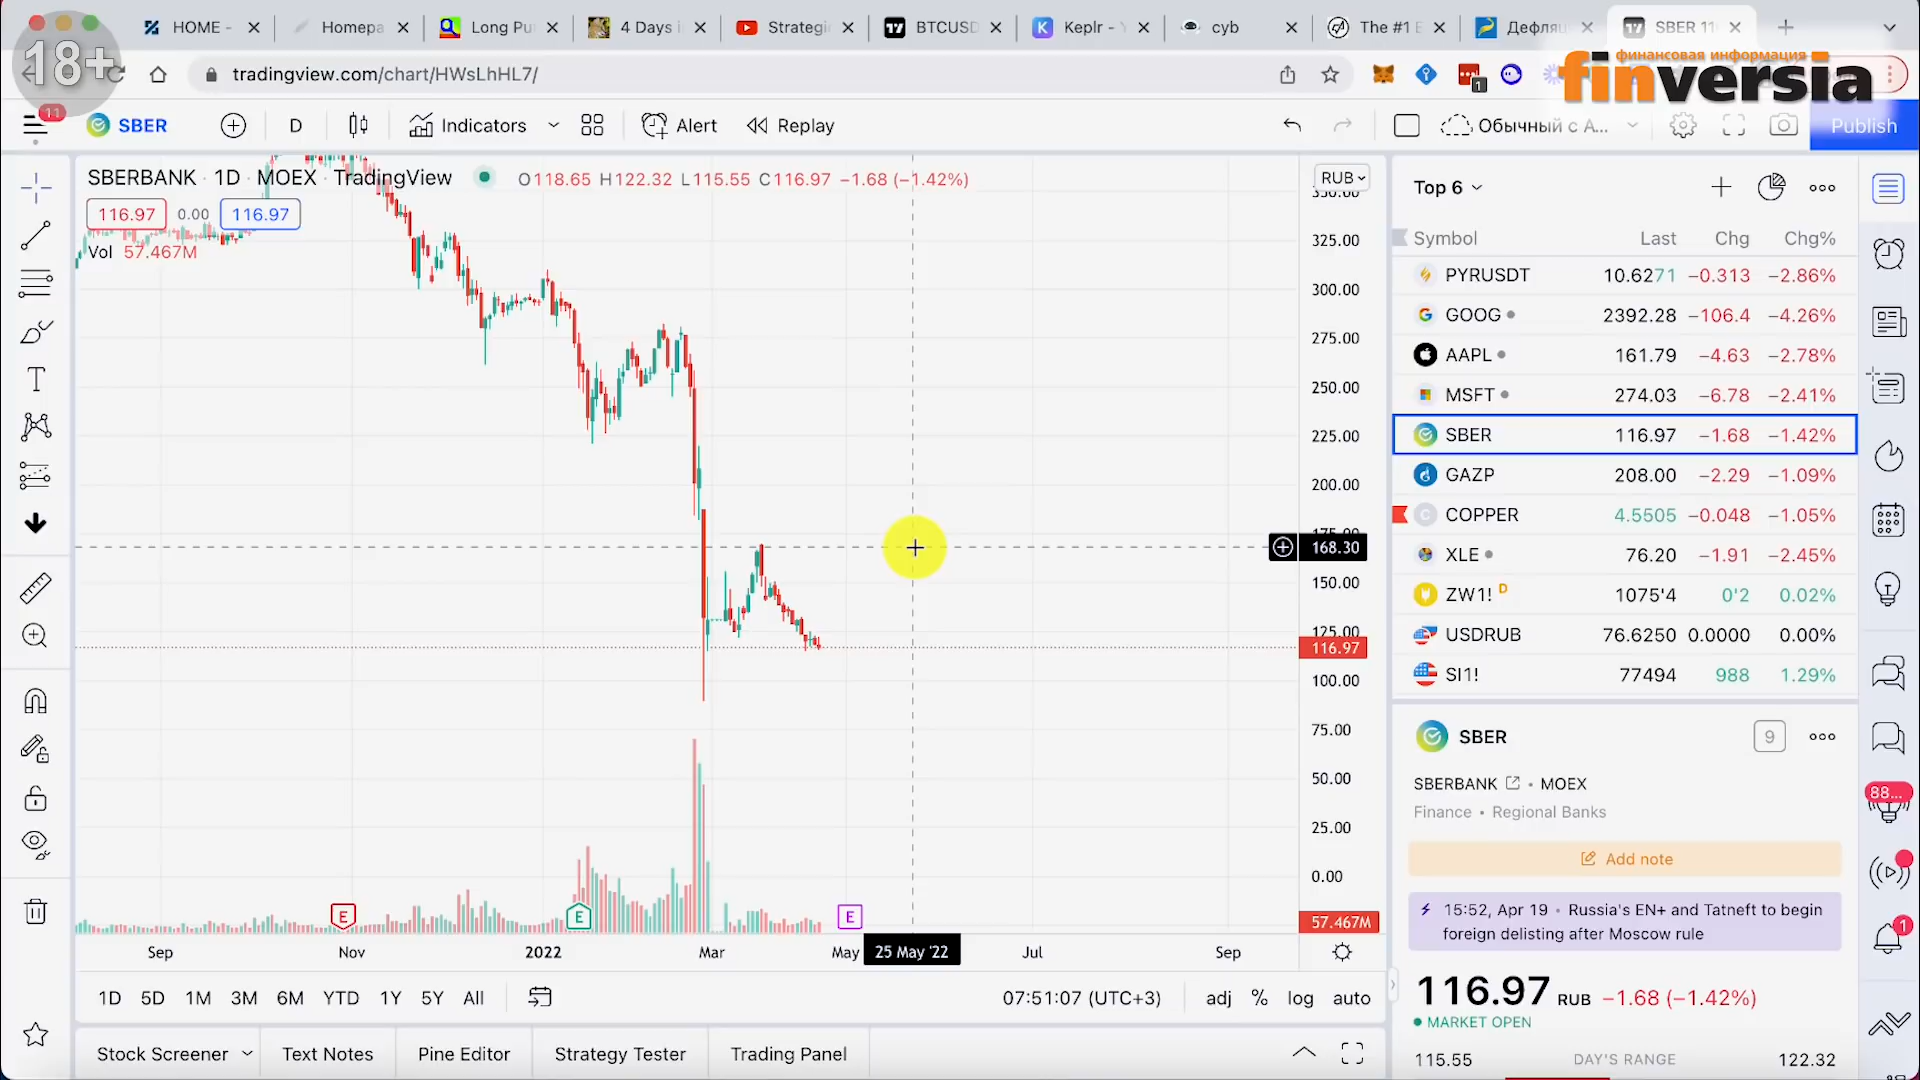 HOME -
Homepa
Long Pu
4 Days i
Strategi
BTCUSD
Keplr -
cyb
The #1 E
Дефляц
SBER 11
18+
tradingview.com/chart/HWsLhHL7/
1
финансовая информация
finversia
11
SBER
D
Indicators
Alert
Replay
Обычный с А...
Publish
SBERBANK · 1D · MOEX · TradingView
O118.65 H122.32 L115.55 C116.97 −1.68 (−1.42%)
116.97 0.00 116.97
Vol 57.467M
RUB
350.00
325.00
300.00
275.00
250.00
225.00
200.00
175.00
168.30
150.00
125.00
116.97
100.00
75.00
50.00
25.00
0.00
57.467M
E
E
E
Sep
Nov
2022
Mar
May
25 May '22
Jul
Sep
1D 5D 1M 3M 6M YTD 1Y 5Y All
07:51:07 (UTC+3)
adj % log auto
Stock Screener
Text Notes
Pine Editor
Strategy Tester
Trading Panel
Top 6
Symbol Last Chg Chg%
PYRUSDT 10.6271 −0.313 −2.86%
GOOG 2392.28 −106.4 −4.26%
AAPL 161.79 −4.63 −2.78%
MSFT 274.03 −6.78 −2.41%
SBER 116.97 −1.68 −1.42%
GAZP 208.00 −2.29 −1.09%
C COPPER 4.5505 −0.048 −1.05%
XLE 76.20 −1.91 −2.45%
ZW1! D 1075'4 0'2 0.02%
USDRUB 76.6250 0.0000 0.00%
SI1! 77494 988 1.29%
SBER
9
SBERBANK · MOEX
Finance • Regional Banks
Add note
15:52, Apr 19 • Russia's EN+ and Tatneft to begin
foreign delisting after Moscow rule
116.97 RUB −1.68 (−1.42%)
MARKET OPEN
115.55 DAY'S RANGE 122.32
88...
1